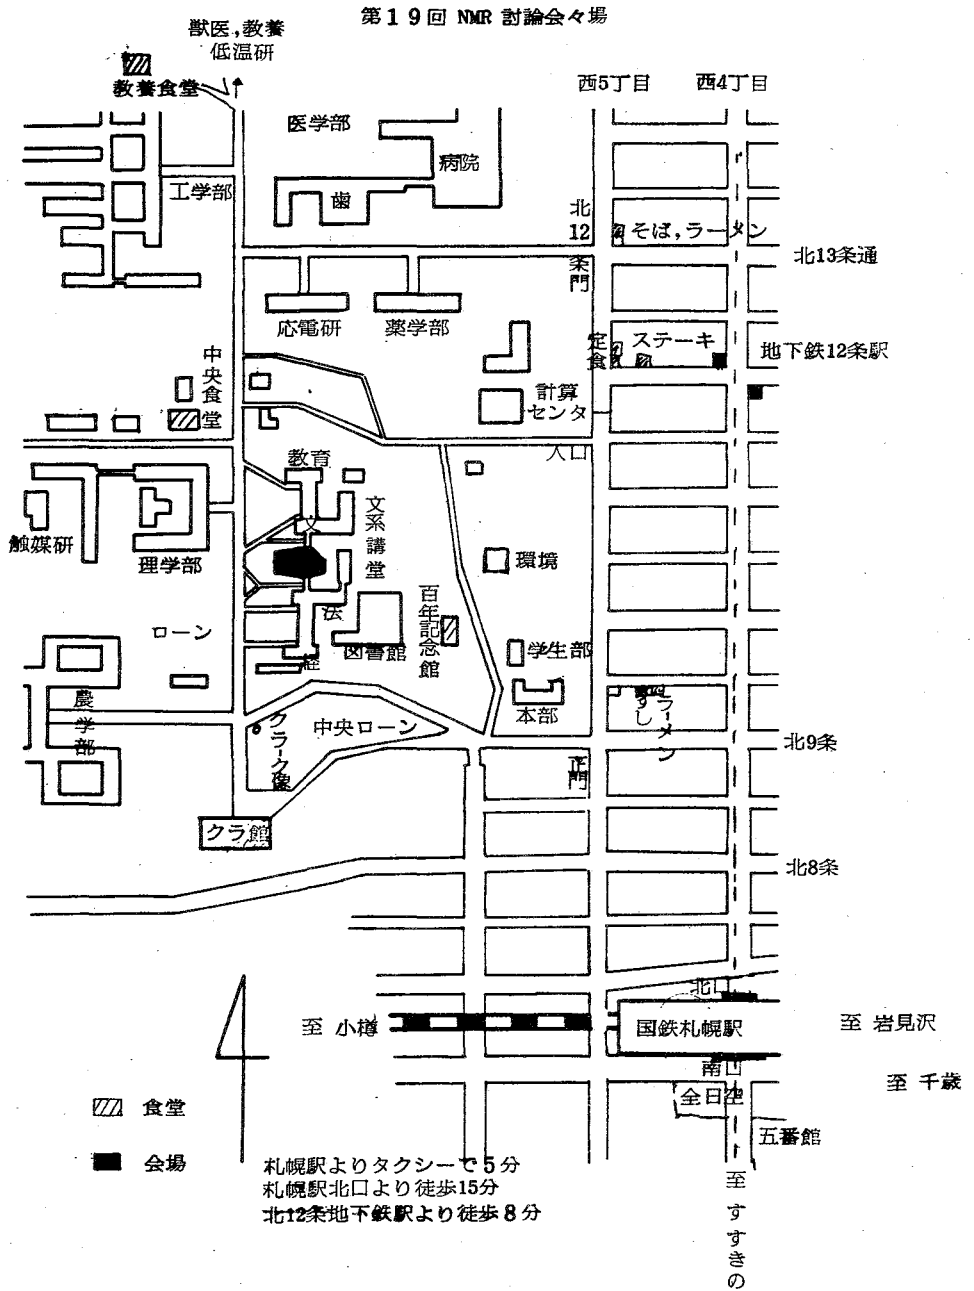 第19回 NMR 討論会々場
獣医,教養
低温研
教養食堂
西5丁目
西4丁目
医学部
病院
工学部
歯
北12条門
そば,ラーメン
北13条通
応電研
薬学部
定食
ステーキ
地下鉄12条駅
中央食堂
計算
センタ
入口
教育
文
文系講堂
触媒研
理学部
環境
法
百年記念館
ローン
図書館
経
学生部
農学部
本部
すし
ラーメン
クラーク像
中央ローン
北9条
正門
クラ館
北8条
北口
至 小樽
国鉄札幌駅
至 岩見沢
南口
至 千歳
全日空
食堂
五番館
会場
札幌駅よりタクシーで5分
札幌駅北口より徒歩15分
北12条地下鉄駅より徒歩8分
至 すすきの